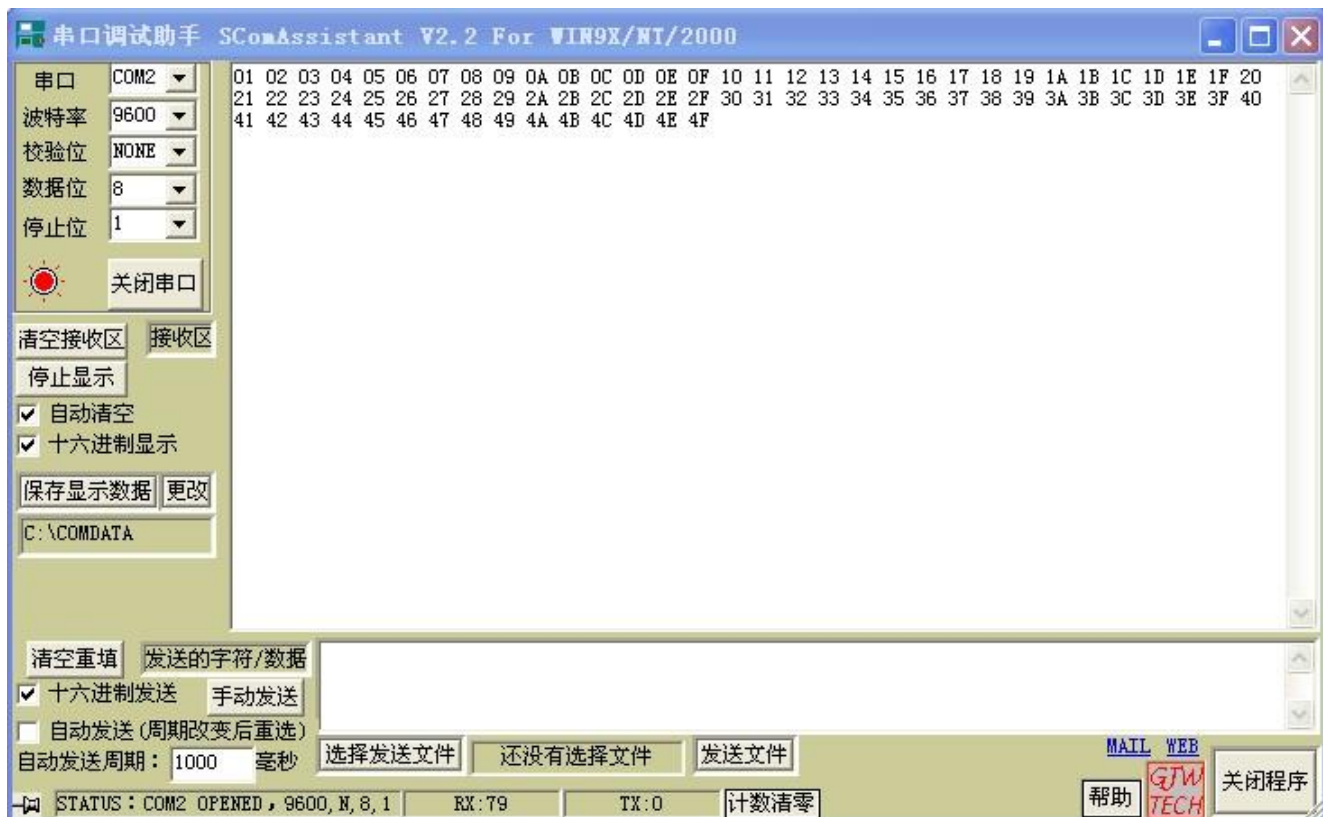 串口调试助手 SComAssistant V2.2 For WIN9X/NT/2000
串口 COM2
波特率 9600
校验位 NONE
数据位 8
停止位 1
关闭串口
清空接收区 接收区
停止显示
自动清空
十六进制显示
保存显示数据 更改
C:\COMDATA
01 02 03 04 05 06 07 08 09 0A 0B 0C 0D 0E 0F 10 11 12 13 14 15 16 17 18 19 1A 1B 1C 1D 1E 1F 20
21 22 23 24 25 26 27 28 29 2A 2B 2C 2D 2E 2F 30 31 32 33 34 35 36 37 38 39 3A 3B 3C 3D 3E 3F 40
41 42 43 44 45 46 47 48 49 4A 4B 4C 4D 4E 4F
清空重填 发送的字符/数据
十六进制发送 手动发送
自动发送(周期改变后重选)
自动发送周期: 1000 毫秒
选择发送文件 还没有选择文件 发送文件
MAIL WEB
STATUS:COM2 OPENED,9600,N,8,1 RX:79 TX:0 计数清零
帮助 GJW TECH 关闭程序